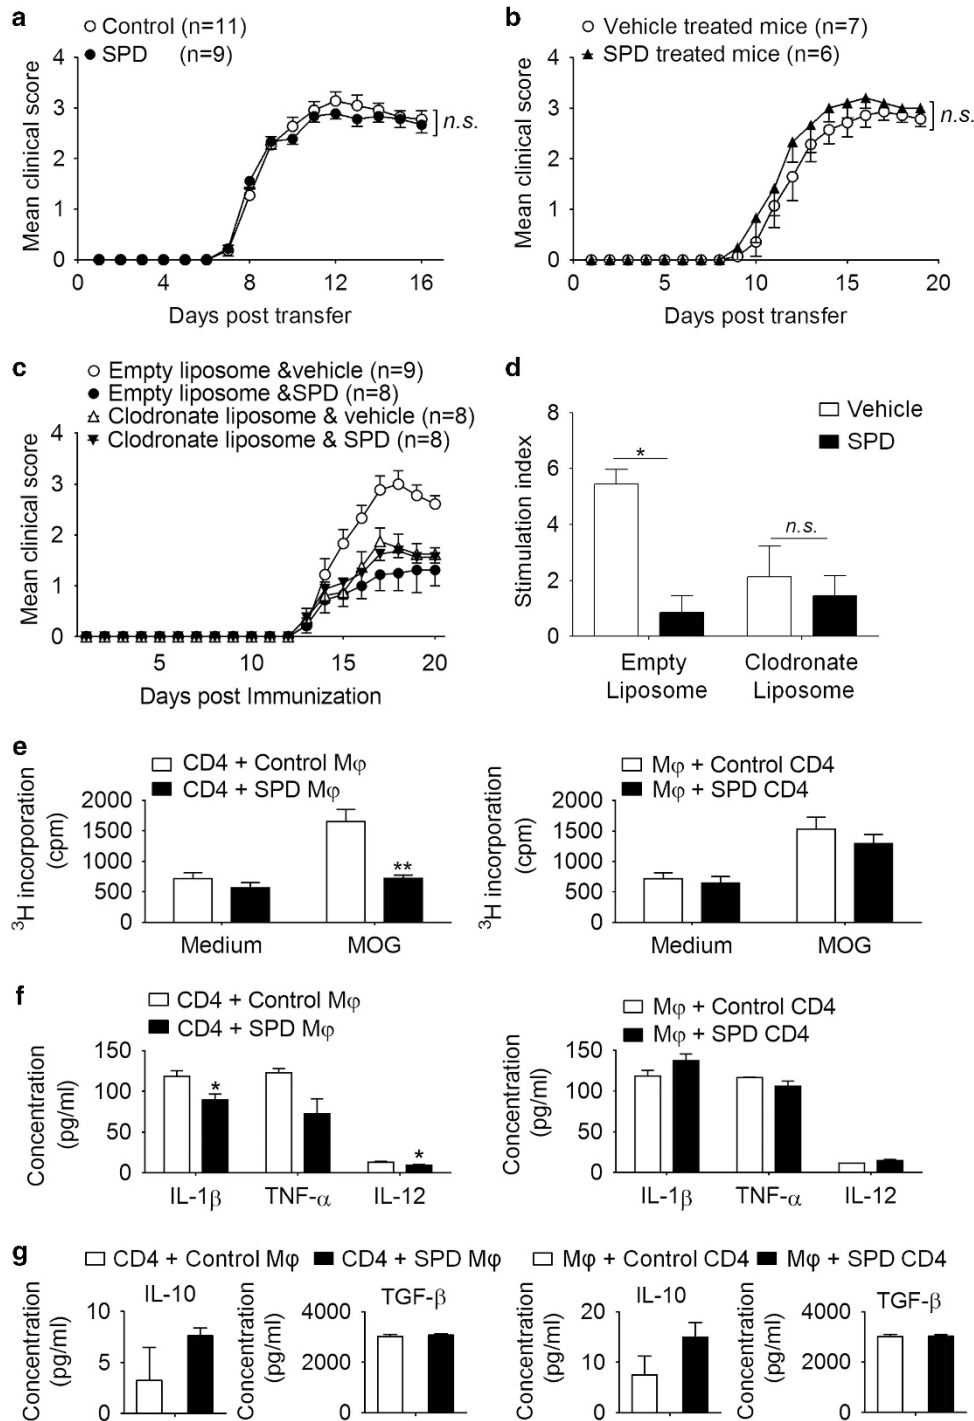 a
Control (n=11)
SPD (n=9)
Mean clinical score
4
3
2
1
0
n.s.
0 4 8 12 16
Days post transfer
b
Vehicle treated mice (n=7)
SPD treated mice (n=6)
Mean clinical score
4
3
2
1
0
n.s.
0 5 10 15 20
Days post transfer
c
Empty liposome &vehicle (n=9)
Empty liposome &SPD (n=8)
Clodronate liposome & vehicle (n=8)
Clodronate liposome & SPD (n=8)
Mean clinical score
4
3
2
1
0
5 10 15 20
Days post Immunization
d
Vehicle
SPD
Stimulation index
8
6
4
2
0
*
n.s.
Empty Clodronate
Liposome Liposome
e
CD4 + Control Mφ
CD4 + SPD Mφ
³H incorporation
(cpm)
2000
1500
1000
500
0
**
Medium MOG
Mφ + Control CD4
Mφ + SPD CD4
³H incorporation
(cpm)
2000
1500
1000
500
0
Medium MOG
f
CD4 + Control Mφ
CD4 + SPD Mφ
Concentration
(pg/ml)
150
100
50
0
*
*
IL-1β TNF-α IL-12
Mφ + Control CD4
Mφ + SPD CD4
Concentration
(pg/ml)
150
100
50
0
IL-1β TNF-α IL-12
g
CD4 + Control Mφ CD4 + SPD Mφ Mφ + Control CD4 Mφ + SPD CD4
Concentration
(pg/ml)
IL-10
10
5
0
Concentration
(pg/ml)
TGF-β
4000
2000
0
Concentration
(pg/ml)
IL-10
20
10
0
Concentration
(pg/ml)
TGF-β
4000
2000
0